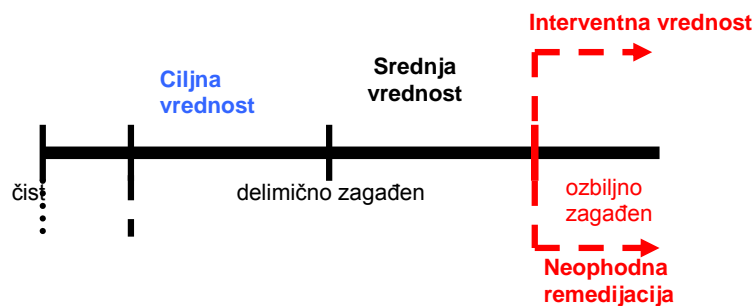 Interventna vrednost
Ciljna
vrednost
Srednja
vrednost
čist
delimično zagađen
ozbiljno
zagađen
Neophodna
remedijacija